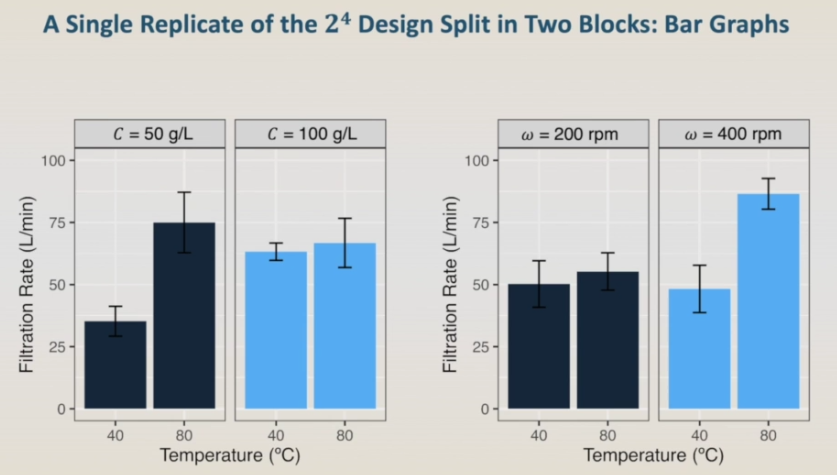 A Single Replicate of the 2⁴ Design Split in Two Blocks: Bar Graphs
C = 50 g/L
C = 100 g/L
Filtration Rate (L/min)
100
75
50
25
0
40
80
40
80
Temperature (ºC)
ω = 200 rpm
ω = 400 rpm
Filtration Rate (L/min)
100
75
50
25
0
40
80
40
80
Temperature (ºC)